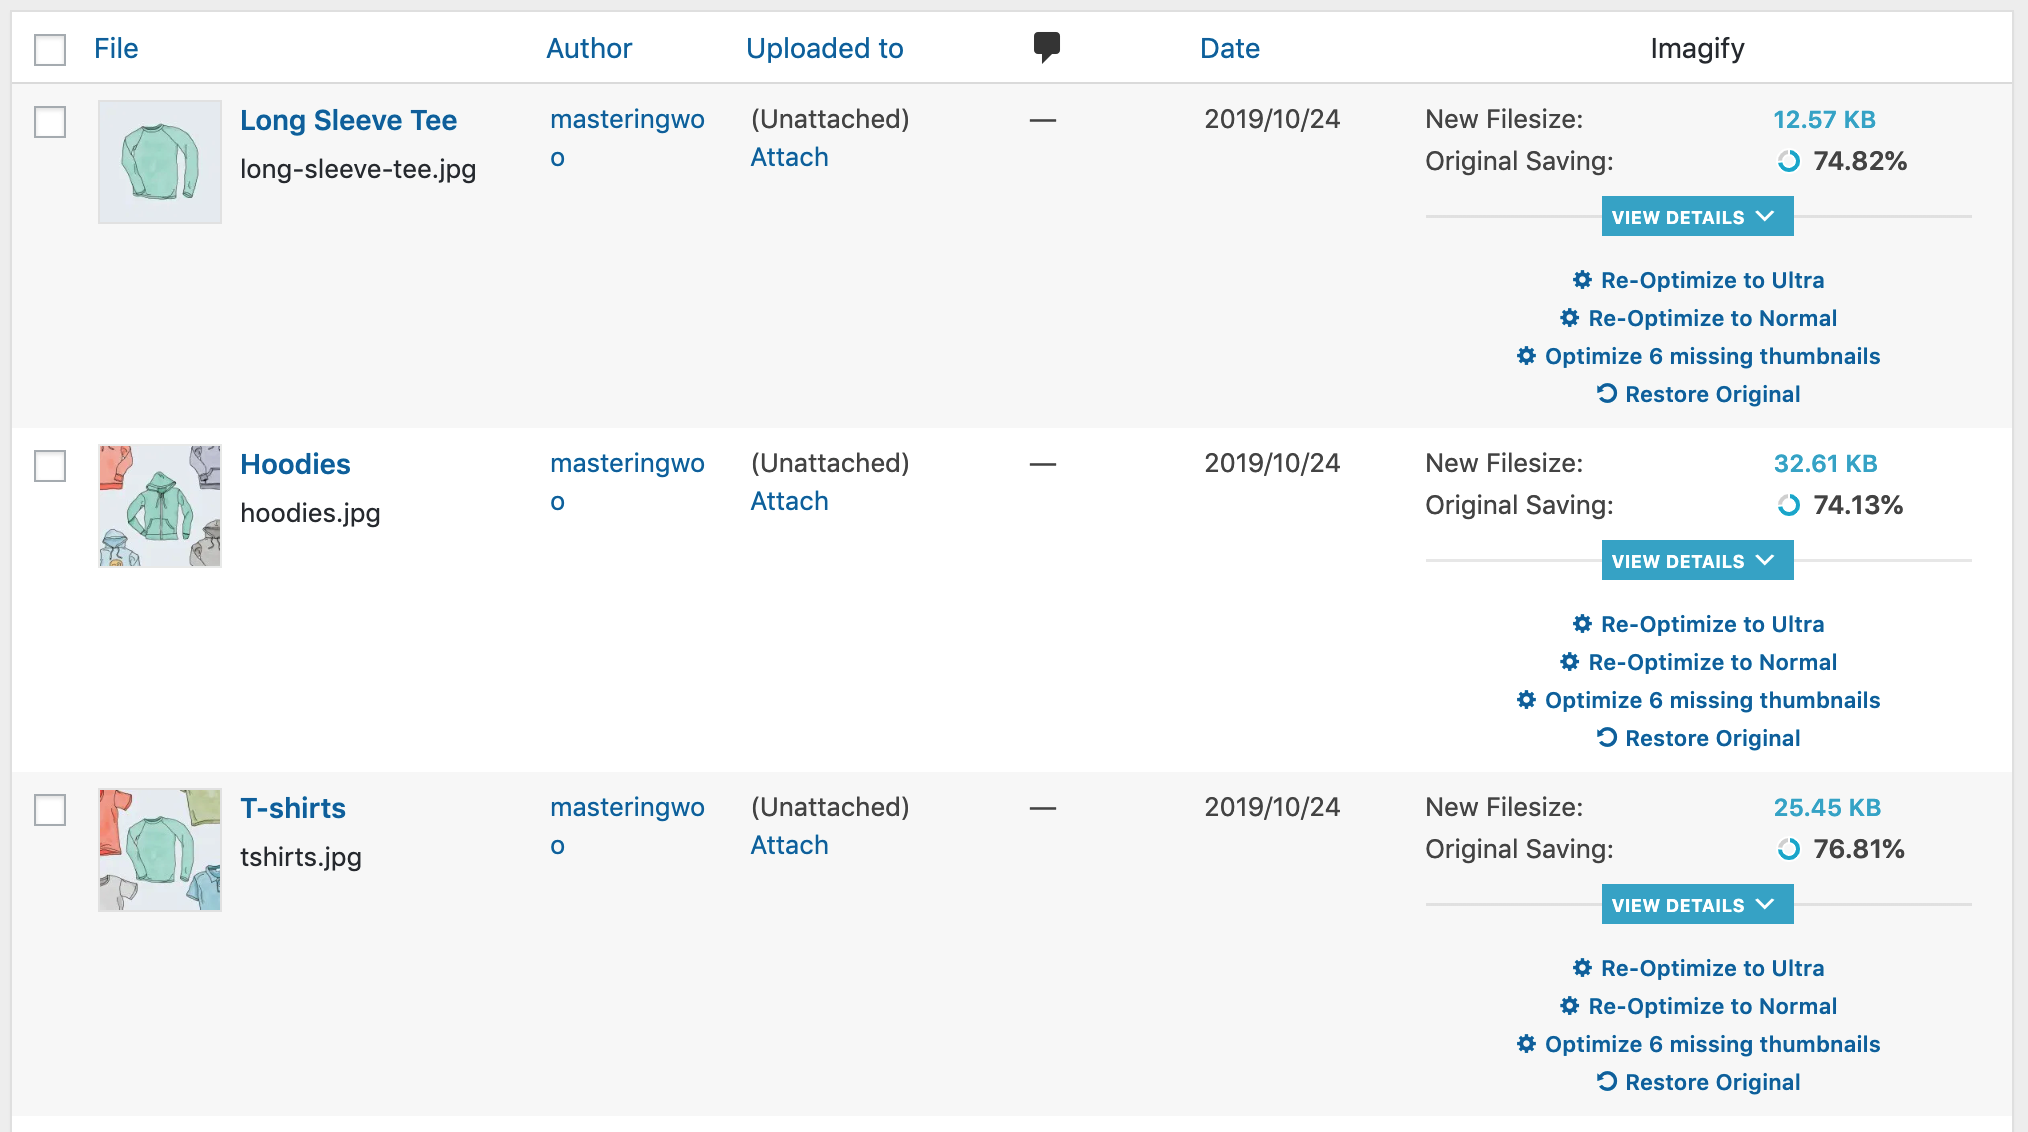 File Author Uploaded to Date Imagify
Long Sleeve Tee
long-sleeve-tee.jpg
masteringwo
o
(Unattached)
Attach
—
2019/10/24
New Filesize: 12.57 KB
Original Saving: 74.82%
VIEW DETAILS
Re-Optimize to Ultra
Re-Optimize to Normal
Optimize 6 missing thumbnails
Restore Original
Hoodies
hoodies.jpg
masteringwo
o
(Unattached)
Attach
—
2019/10/24
New Filesize: 32.61 KB
Original Saving: 74.13%
VIEW DETAILS
Re-Optimize to Ultra
Re-Optimize to Normal
Optimize 6 missing thumbnails
Restore Original
T-shirts
tshirts.jpg
masteringwo
o
(Unattached)
Attach
—
2019/10/24
New Filesize: 25.45 KB
Original Saving: 76.81%
VIEW DETAILS
Re-Optimize to Ultra
Re-Optimize to Normal
Optimize 6 missing thumbnails
Restore Original